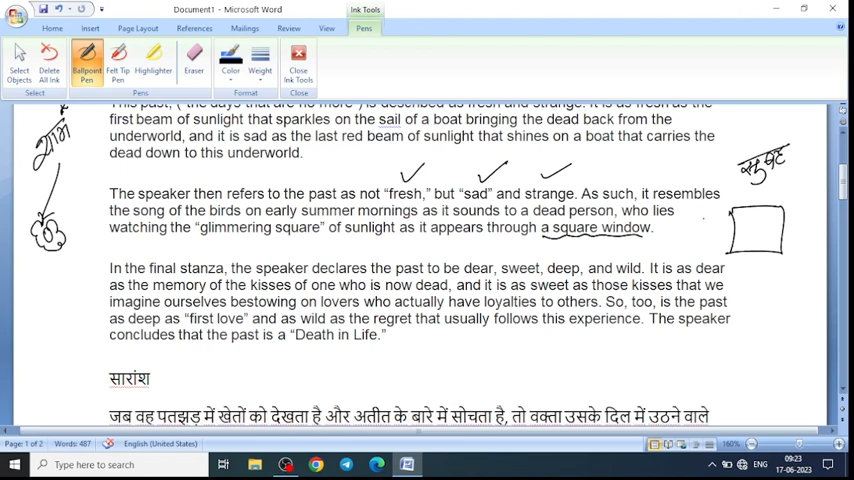 Document1 - Microsoft Word
Ink Tools
Home
Insert
Page Layout
References
Mailings
Review
View
Pens
Select
Objects
Delete
All Ink
Ballpoint
Pen
Felt Tip
Pen
Highlighter
Eraser
Color
Weight
Close
Ink Tools
Select
Pens
Format
Close
This past, ("the days that are no more") is described as fresh and strange. It is as fresh as the
first beam of sunlight that sparkles on the sail of a boat bringing the dead back from the
underworld, and it is sad as the last red beam of sunlight that shines on a boat that carries the
dead down to this underworld.
शाम
सुबह
The speaker then refers to the past as not “fresh,” but “sad” and strange. As such, it resembles
the song of the birds on early summer mornings as it sounds to a dead person, who lies
watching the “glimmering square” of sunlight as it appears through a square window.
In the final stanza, the speaker declares the past to be dear, sweet, deep, and wild. It is as dear
as the memory of the kisses of one who is now dead, and it is as sweet as those kisses that we
imagine ourselves bestowing on lovers who actually have loyalties to others. So, too, is the past
as deep as “first love” and as wild as the regret that usually follows this experience. The speaker
concludes that the past is a “Death in Life.”
सारांश
जब वह पतझड़ में खेतों को देखता है और अतीत के बारे में सोचता है, तो वक्ता उसके दिल में उठने वाले
Page: 1 of 2
Words: 487
English (United States)
160%
Type here to search
ENG
09:23
17-06-2023